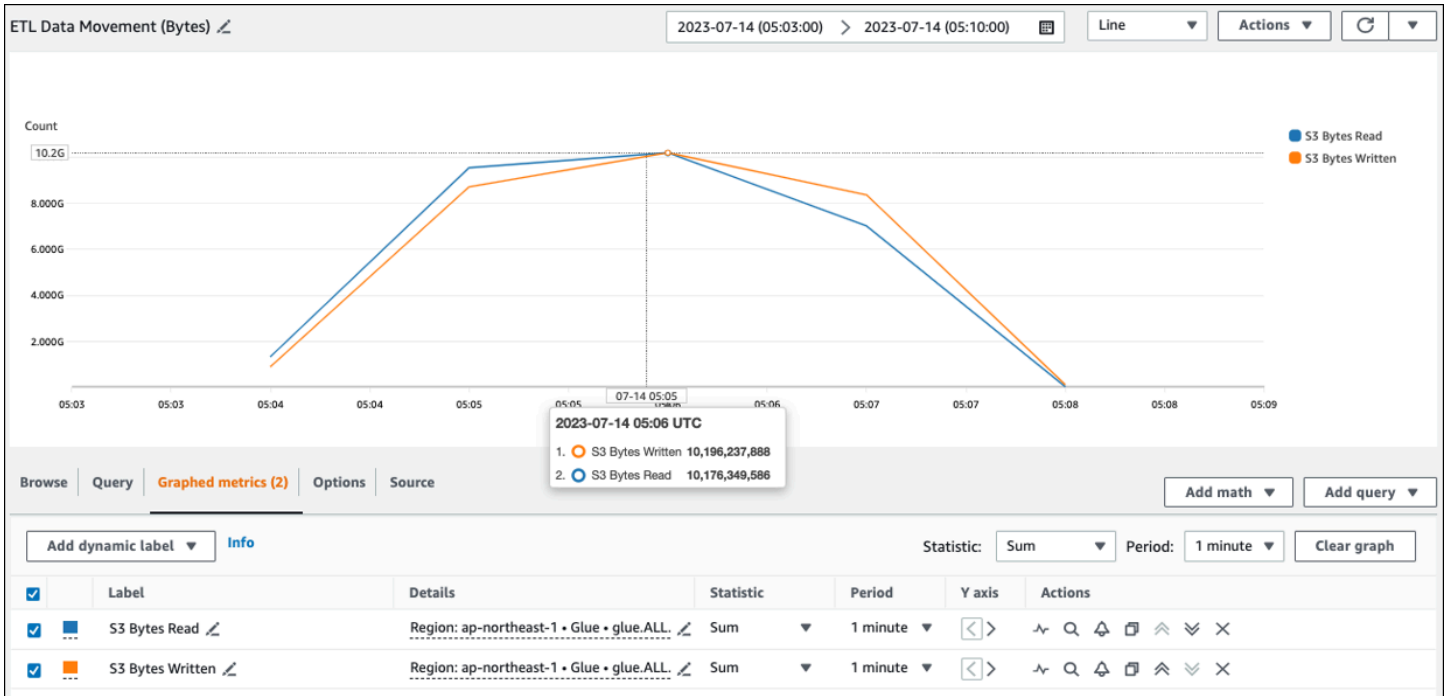 ETL Data Movement (Bytes)
2023-07-14 (05:03:00) > 2023-07-14 (05:10:00)
Line
Actions
Count
10.2G
8.000G
6.000G
4.000G
2.000G
S3 Bytes Read
S3 Bytes Written
05:03 05:03 05:04 05:04 05:05 05:05 05:06 05:06 05:07 05:07 05:08 05:08 05:09
07-14 05:05
2023-07-14 05:06 UTC
1. S3 Bytes Written 10,196,237,888
2. S3 Bytes Read 10,176,349,586
Browse Query Graphed metrics (2) Options Source
Add math Add query
Add dynamic label Info
Statistic: Sum Period: 1 minute Clear graph
Label Details Statistic Period Y axis Actions
S3 Bytes Read Region: ap-northeast-1 • Glue • glue.ALL. Sum 1 minute
S3 Bytes Written Region: ap-northeast-1 • Glue • glue.ALL. Sum 1 minute